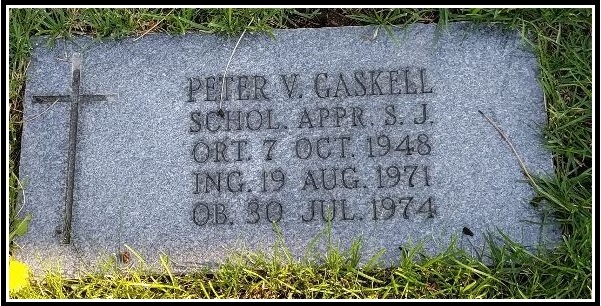 PETER V. GASKELL
SCHOL. APPR. S. J.
ORT. 7 OCT. 1948
ING. 19 AUG. 1971
OB. 30 JUL. 1974